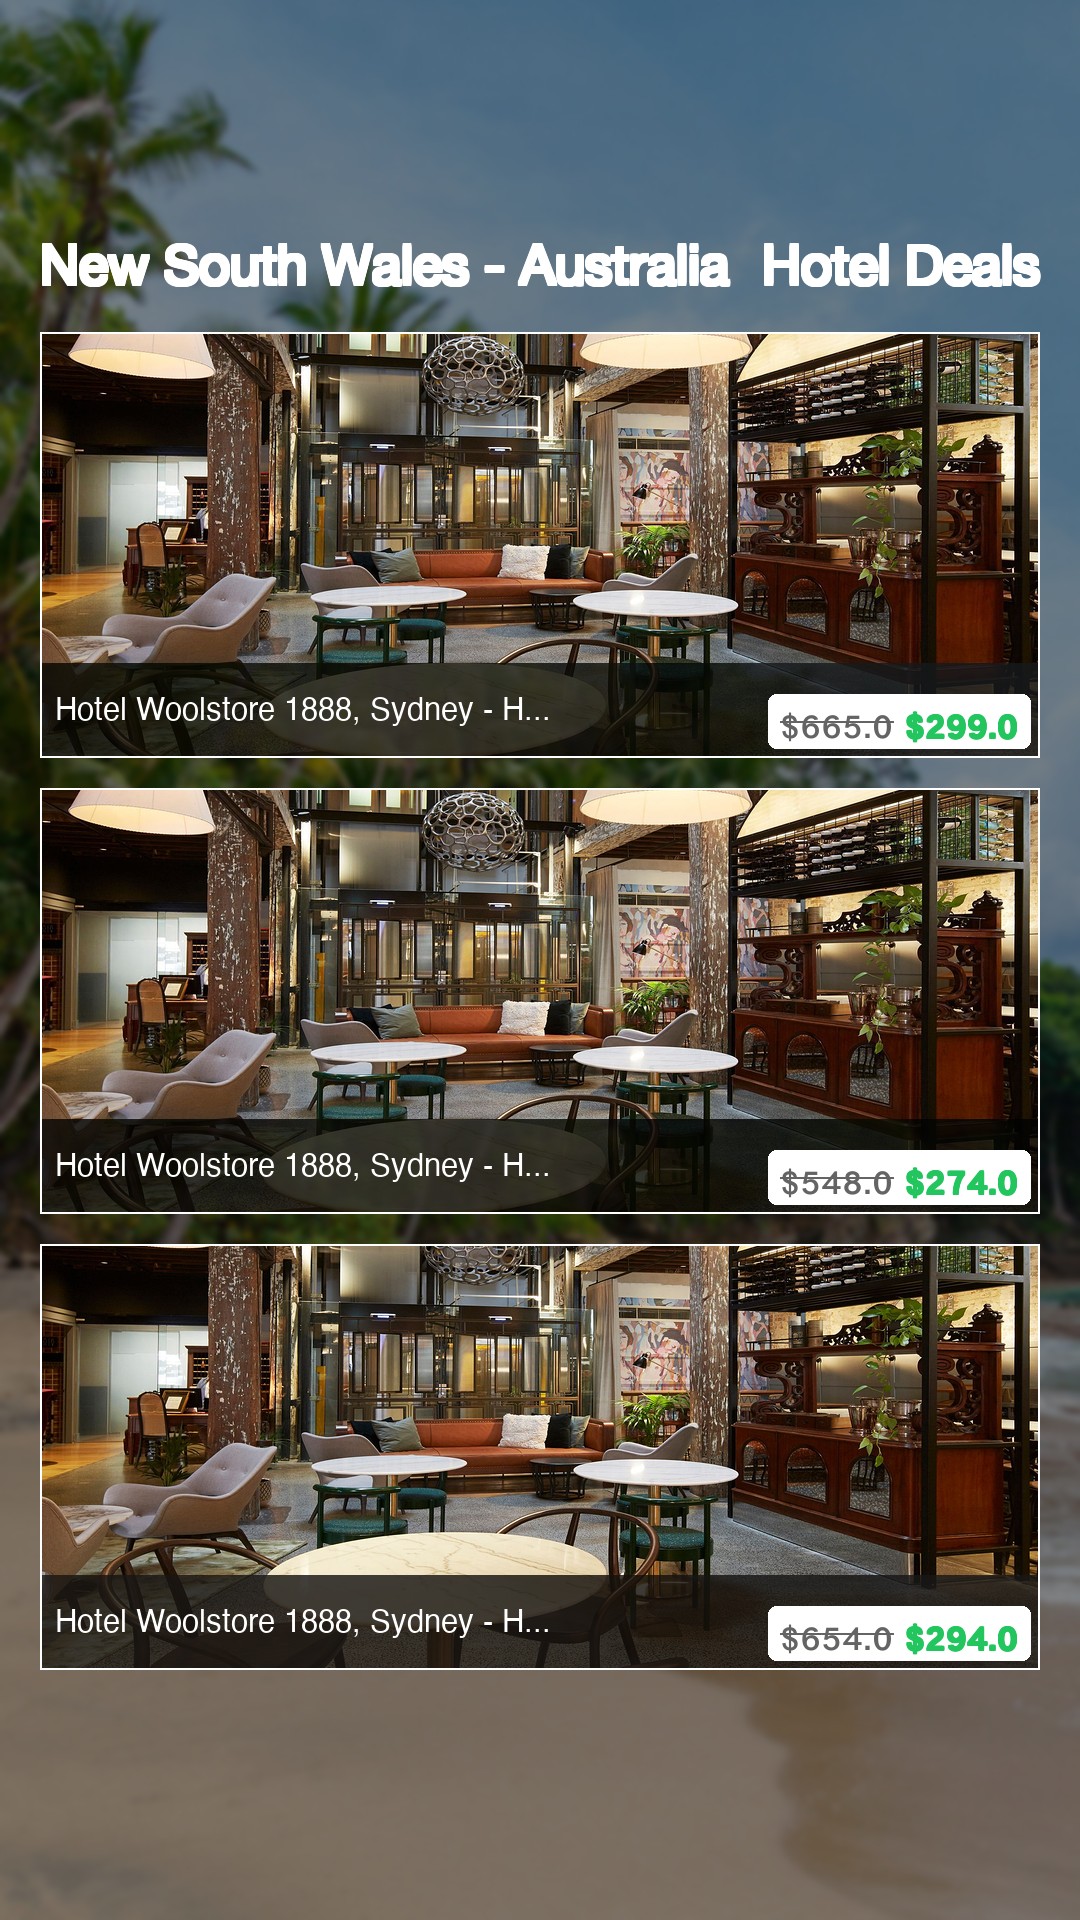 New South Wales - Australia  Hotel Deals
Hotel Woolstore 1888, Sydney - H...
$665.0 $299.0
Hotel Woolstore 1888, Sydney - H...
$548.0 $274.0
Hotel Woolstore 1888, Sydney - H...
$654.0 $294.0